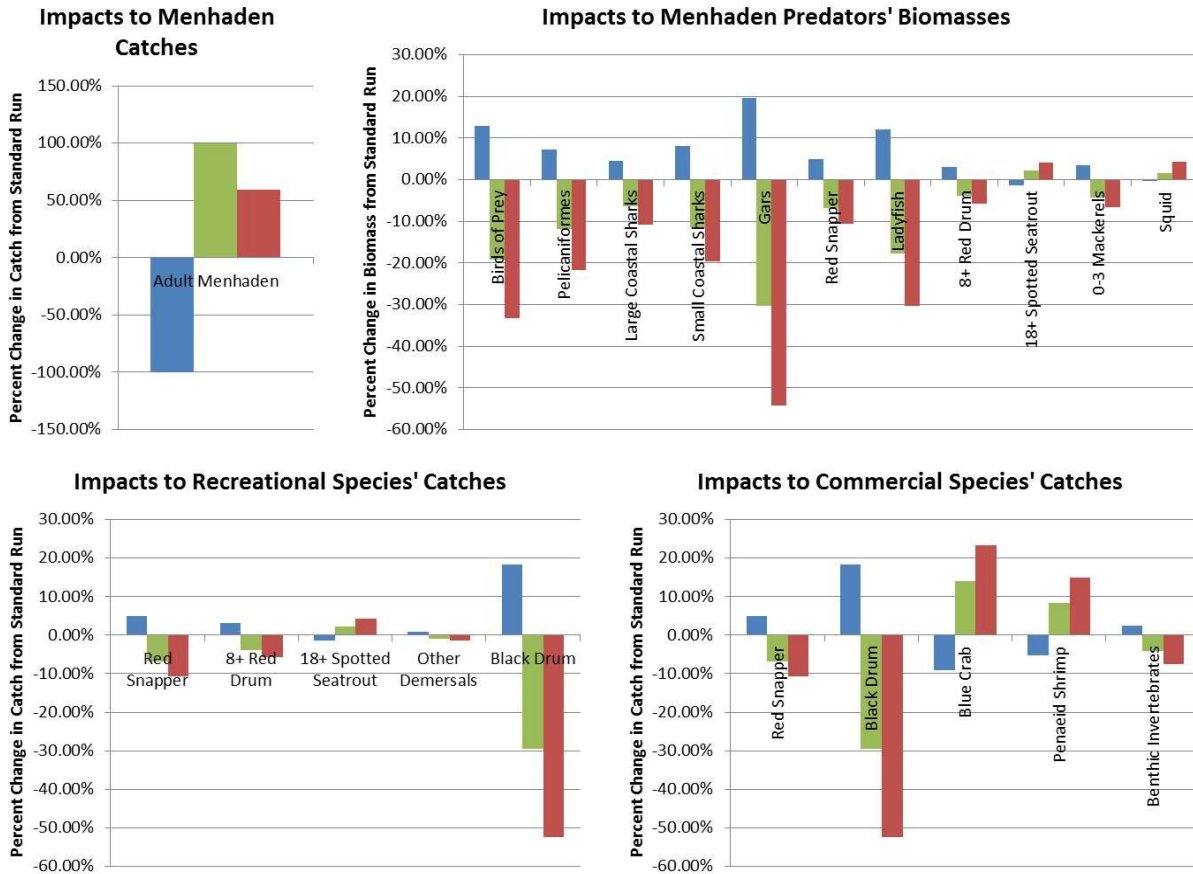 Impacts to Menhaden
Catches
Percent Change in Catch from Standard Run
150.00%
100.00%
50.00%
0.00%
-50.00%
-100.00%
-150.00%
Adult Menhaden
Impacts to Menhaden Predators' Biomasses
Percent Change in Biomass from Standard Run
30.00%
20.00%
10.00%
0.00%
-10.00%
-20.00%
-30.00%
-40.00%
-50.00%
-60.00%
Birds of Prey
Pelicaniformes
Large Coastal Sharks
Small Coastal Sharks
Gars
Red Snapper
Ladyfish
8+ Red Drum
18+ Spotted Seatrout
0-3 Mackerels
Squid
Impacts to Recreational Species' Catches
Percent Change in Catch from Standard Run
30.00%
20.00%
10.00%
0.00%
-10.00%
-20.00%
-30.00%
-40.00%
-50.00%
-60.00%
Red
Snapper
8+ Red
Drum
18+ Spotted
Seatrout
Other
Demersals
Black Drum
Impacts to Commercial Species' Catches
Percent Change in Catch from Standard Run
30.00%
20.00%
10.00%
0.00%
-10.00%
-20.00%
-30.00%
-40.00%
-50.00%
-60.00%
Red Snapper
Black Drum
Blue Crab
Penaeid Shrimp
Benthic Invertebrates